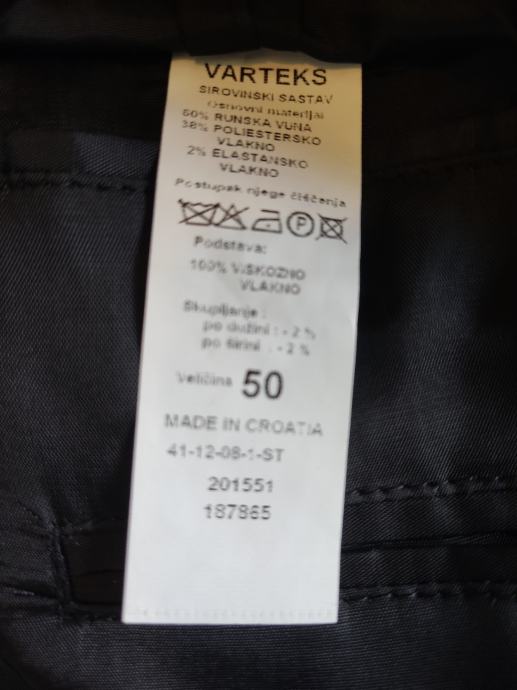 VARTEKS
SIROVINSKI SASTAV
Osnovni materijal
60% RUNSKA VUNA
38% POLIESTERSKO
VLAKNO
2% ELASTANSKO
VLAKNO
Postupak njege čišćenja
P
Podstava:
100% VISKOZNO
VLAKNO
Skupljanje :
po dužini : - 2 %
po širini : - 2 %
Veličina 50
MADE IN CROATIA
41-12-08-1-ST
201551
187865